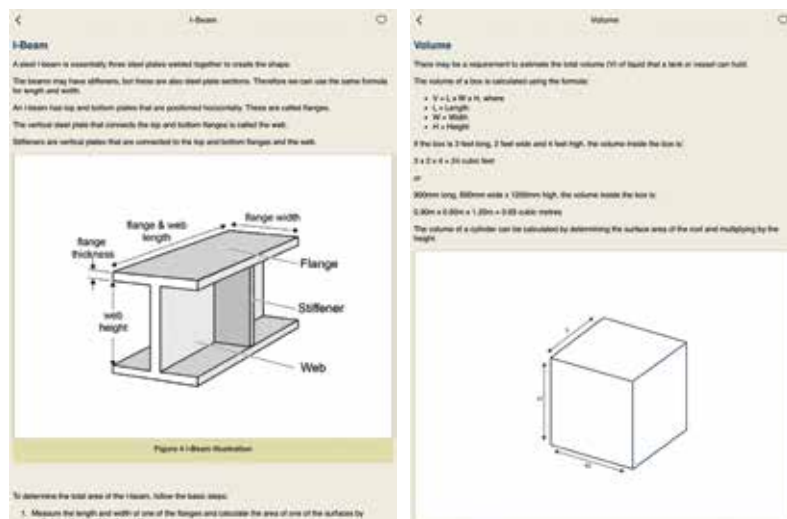 I-Beam
I-Beam
A steel I-beam is essentially three steel plates welded together to create the shape.
The beams may have stiffeners, but these are also steel plate sections. Therefore we can use the same formula
for length and width.
An I-beam has top and bottom plates that are positioned horizontally. These are called flanges.
The vertical steel plate that connects the top and bottom flanges is called the web.
Stiffeners are vertical plates that are connected to the top and bottom flanges and the web.
flange & web
length
flange width
flange
thickness
Flange
Stiffener
web
height
Web
Figure 4 I-Beam Illustration
To determine the total area of the I-beam, follow the basic steps:
1. Measure the length and width of one of the flanges and calculate the area of one of the surfaces by
Volume
Volume
There may be a requirement to estimate the total volume (V) of liquid that a tank or vessel can hold.
The volume of a box is calculated using the formula:
• V = L x W x H, where
• L = Length
• W = Width
• H = Height
If the box is 3 feet long, 2 feet wide and 4 feet high, the volume inside the box is:
3 x 2 x 4 = 24 cubic feet
or
900mm long, 600mm wide x 1200mm high, the volume inside the box is:
0.90m x 0.60m x 1.20m = 0.65 cubic metres
The volume of a cylinder can be calculated by determining the surface area of the roof and multiplying by the
height.